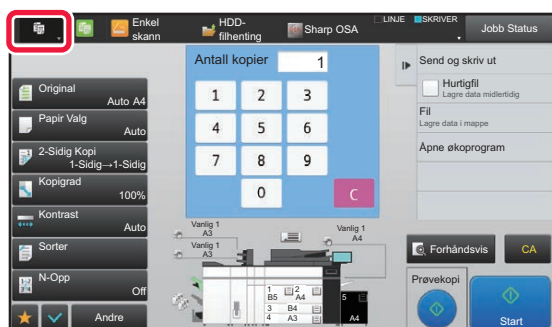 Enkel skann
HDD-filhenting
Sharp OSA
LINJE
SKRIVER
Jobb Status
Antall kopier
1
Send og skriv ut
Original
Auto A4
1 2 3
Hurtigfil
Lagre data midlertidig
Papir Valg
Auto
4 5 6
Fil
Lagre data i mappe
2-Sidig Kopi
1-Sidig→1-Sidig
7 8 9
Åpne økoprogram
Kopigrad
100%
0 C
Kontrast
Auto
Vanlig 1
A3
Vanlig 1
A4
Vanlig 1
A3
Sorter
Forhåndsvis
CA
N-Opp
Off
1 B5
2 A4
3 B4
4 A3
5
A4
Prøvekopi
Start
Andre